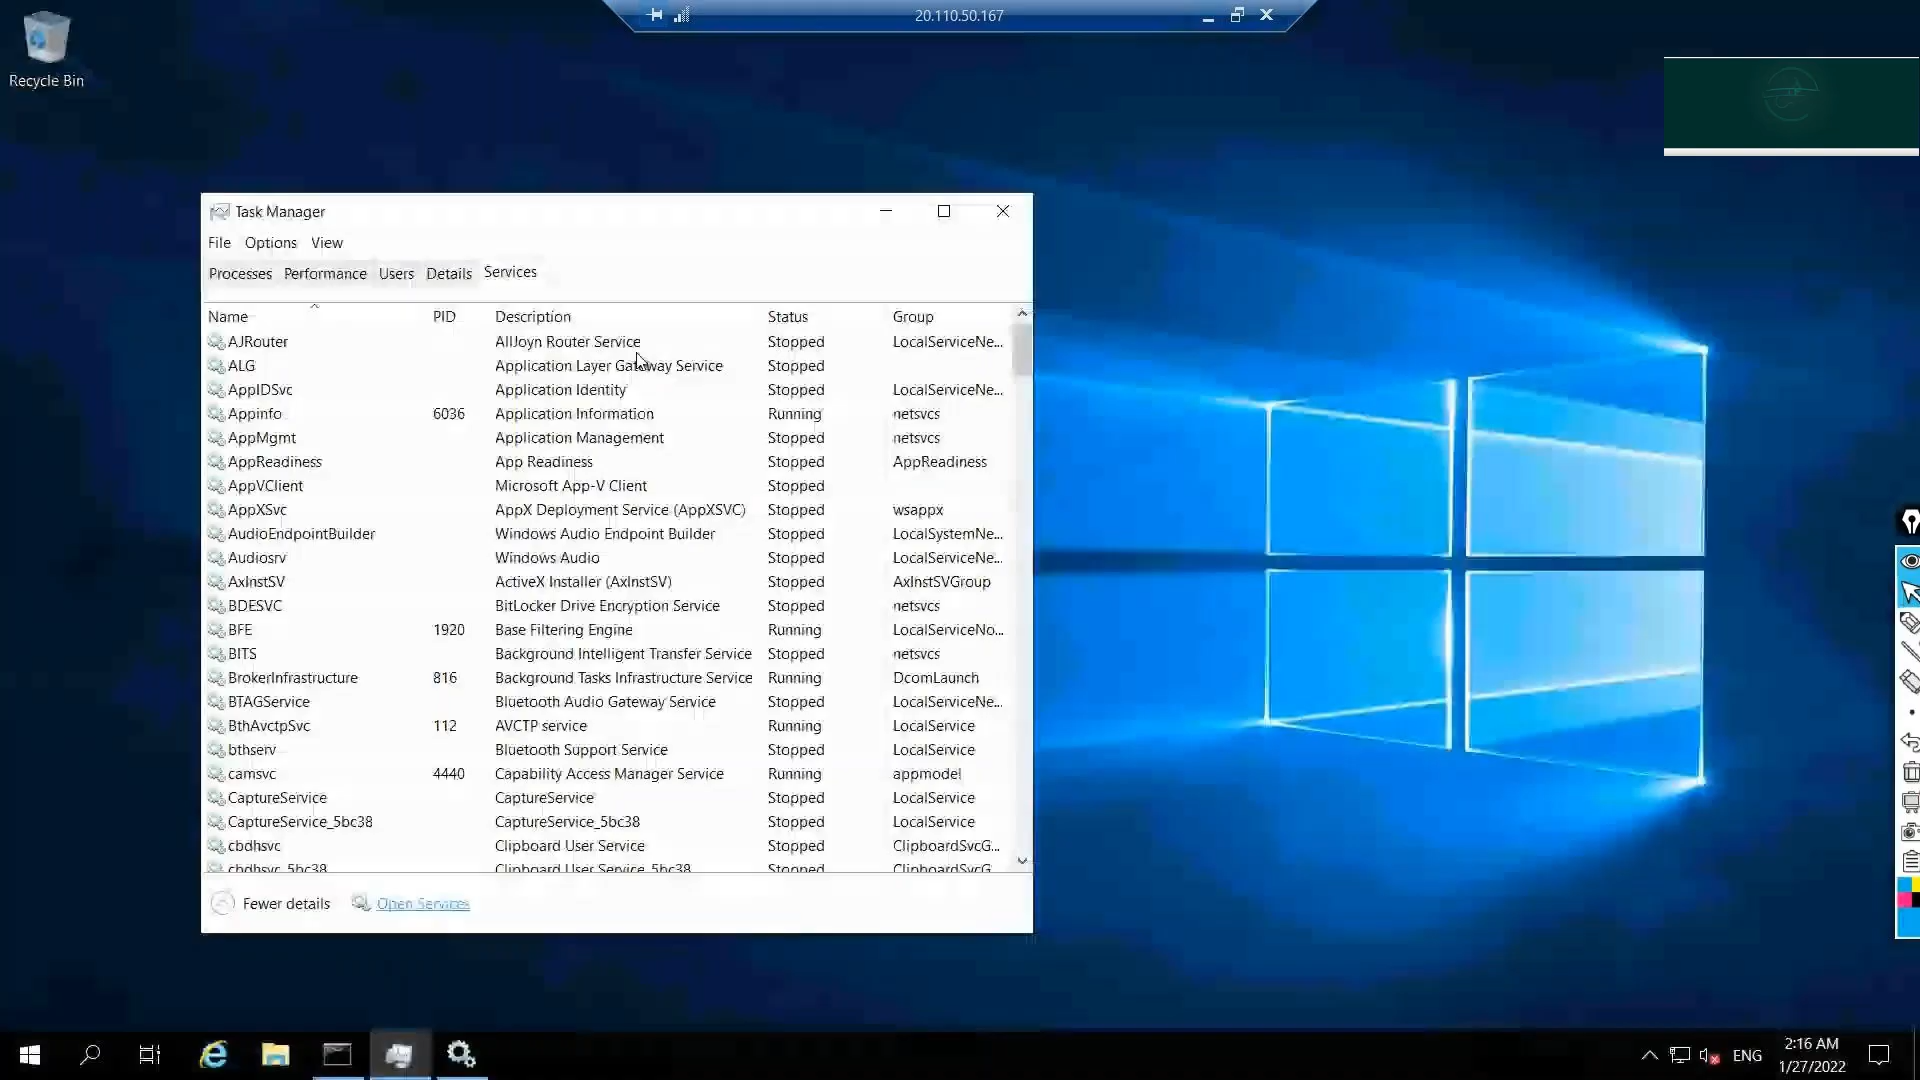 20.110.50.167
Recycle Bin
Task Manager
File Options View
Processes Performance Users Details Services
Name PID Description Status Group
AJRouter AllJoyn Router Service Stopped LocalServiceNe...
ALG Application Layer Gateway Service Stopped
AppIDSvc Application Identity Stopped LocalServiceNe...
Appinfo 6036 Application Information Running netsvcs
AppMgmt Application Management Stopped netsvcs
AppReadiness App Readiness Stopped AppReadiness
AppVClient Microsoft App-V Client Stopped
AppXSvc AppX Deployment Service (AppXSVC) Stopped wsappx
AudioEndpointBuilder Windows Audio Endpoint Builder Stopped LocalSystemNe...
Audiosrv Windows Audio Stopped LocalServiceNe...
AxInstSV ActiveX Installer (AxInstSV) Stopped AxInstSVGroup
BDESVC BitLocker Drive Encryption Service Stopped netsvcs
BFE 1920 Base Filtering Engine Running LocalServiceNo...
BITS Background Intelligent Transfer Service Stopped netsvcs
BrokerInfrastructure 816 Background Tasks Infrastructure Service Running DcomLaunch
BTAGService Bluetooth Audio Gateway Service Stopped LocalServiceNe...
BthAvctpSvc 112 AVCTP service Running LocalService
bthserv Bluetooth Support Service Stopped LocalService
camsvc 4440 Capability Access Manager Service Running appmodel
CaptureService CaptureService Stopped LocalService
CaptureService_5bc38 CaptureService_5bc38 Stopped LocalService
cbdhsvc Clipboard User Service Stopped ClipboardSvcG...
cbdhsvc_5bc38 Clipboard User Service_5bc38 Stopped ClipboardSvcG...
Fewer details Open Services
ENG
2:16 AM
1/27/2022